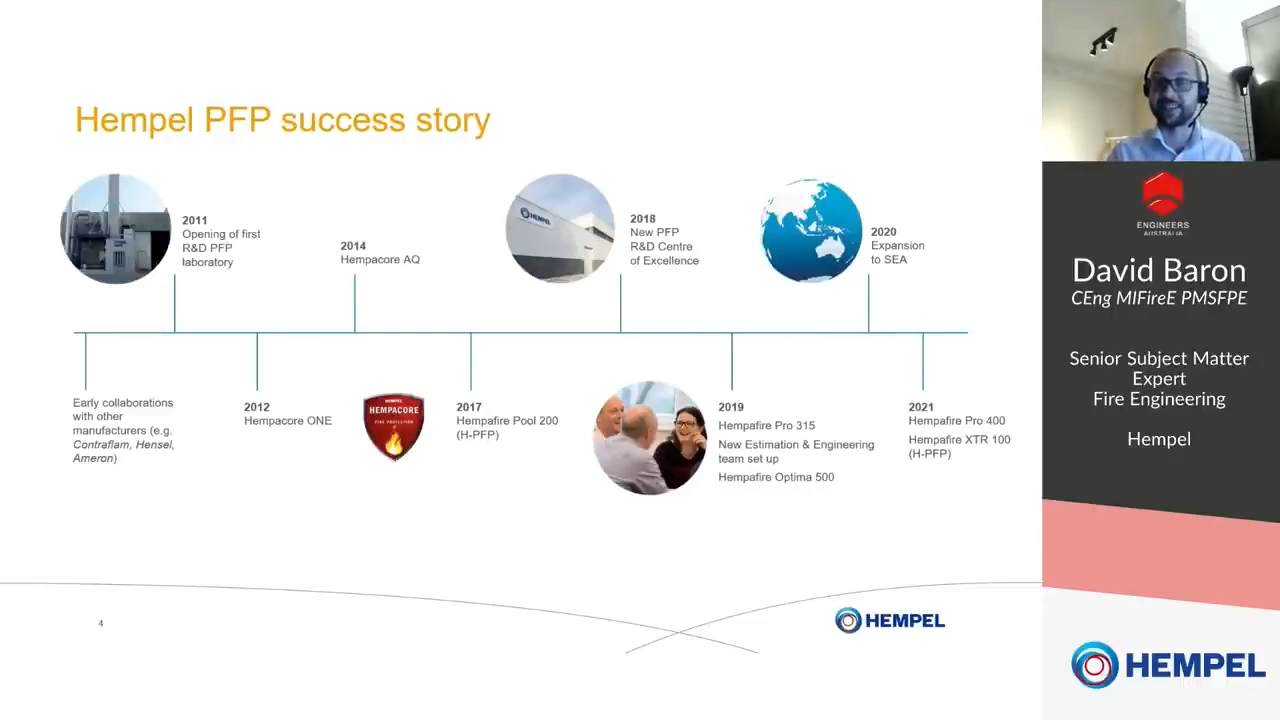 Hempel PFP success story
2011
Opening of first
R&D PFP
laboratory
2014
Hempacore AQ
HEMPEL
2018
New PFP
R&D Centre
of Excellence
2020
Expansion
to SEA
Early collaborations
with other
manufacturers (e.g.
Contraflam, Hensel,
Ameron)
2012
Hempacore ONE
HEMPEL
HEMPACORE
FIRE PROTECTION
2017
Hempafire Pool 200
(H-PFP)
2019
Hempafire Pro 315
New Estimation & Engineering
team set up
Hempafire Optima 500
2021
Hempafire Pro 400
Hempafire XTR 100
(H-PFP)
4
HEMPEL
ENGINEERS
AUSTRALIA
David Baron
CEng MIFireE PMSFPE
Senior Subject Matter
Expert
Fire Engineering
Hempel
HEMPEL